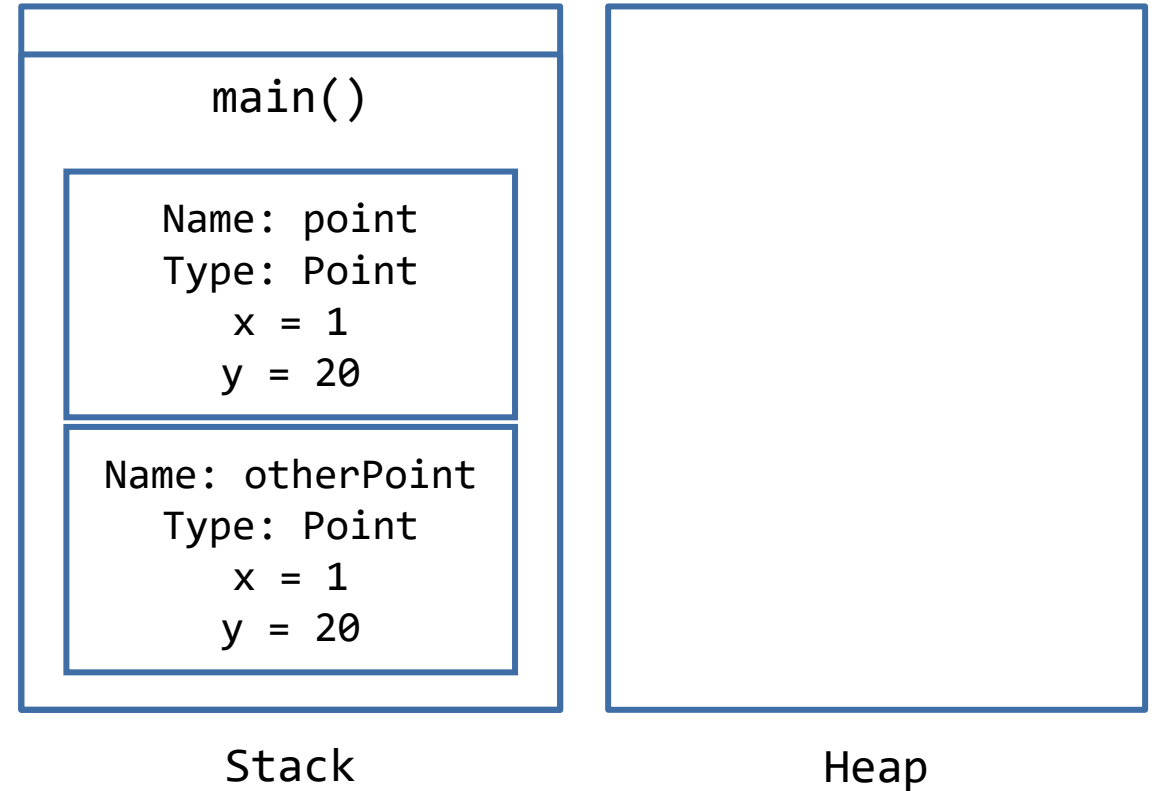 main()
Name: point
Type: Point
x = 1
y = 20
Name: otherPoint
Type: Point
x = 1
y = 20
Stack
Heap